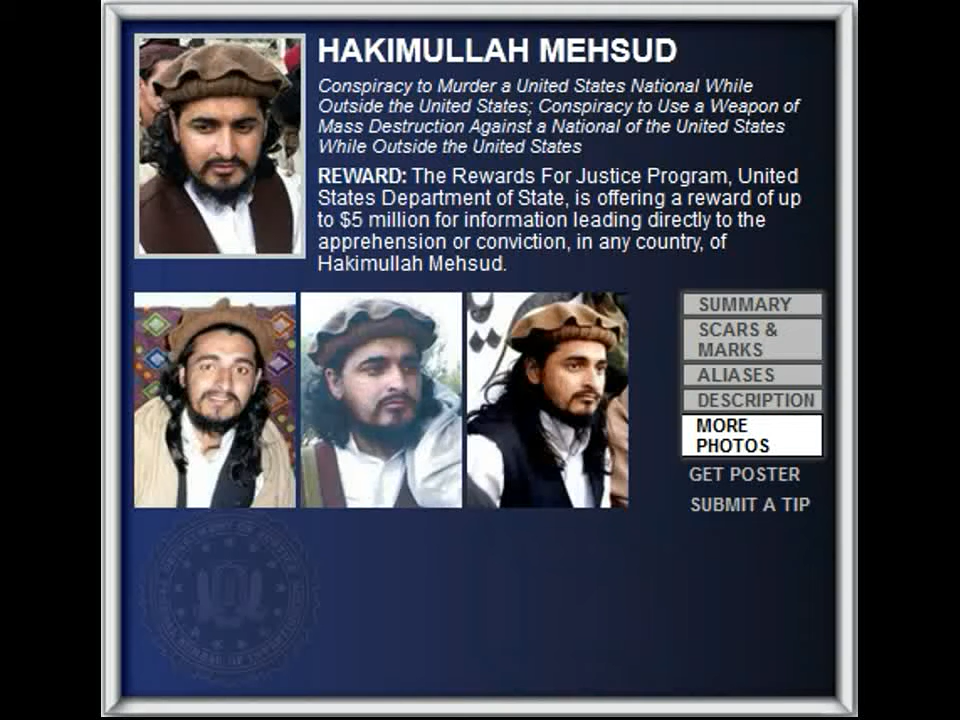 HAKIMULLAH MEHSUD
Conspiracy to Murder a United States National While
Outside the United States; Conspiracy to Use a Weapon of
Mass Destruction Against a National of the United States
While Outside the United States
REWARD: The Rewards For Justice Program, United
States Department of State, is offering a reward of up
to $5 million for information leading directly to the
apprehension or conviction, in any country, of
Hakimullah Mehsud.
SUMMARY
SCARS &
MARKS
ALIASES
DESCRIPTION
MORE
PHOTOS
GET POSTER
SUBMIT A TIP